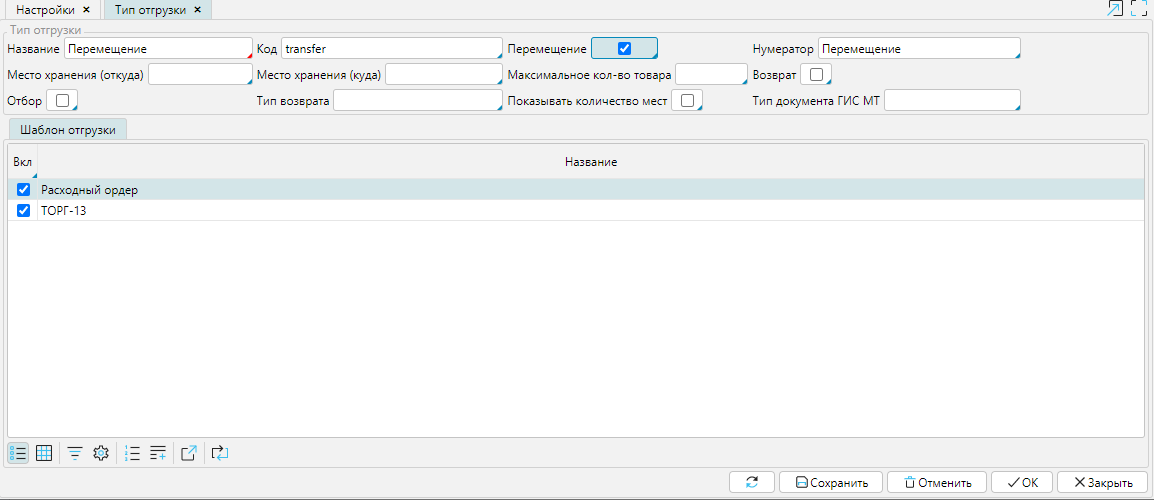 Настройки × Тип отгрузки ×
Тип отгрузки
Название Перемещение Код transfer Перемещение Нумератор Перемещение
Место хранения (откуда) Место хранения (куда) Максимальное кол-во товара Возврат
Отбор Тип возврата Показывать количество мест Тип документа ГИС МТ
Шаблон отгрузки
Вкл Название
Расходный ордер
ТОРГ-13
Сохранить Отменить OK Закрыть